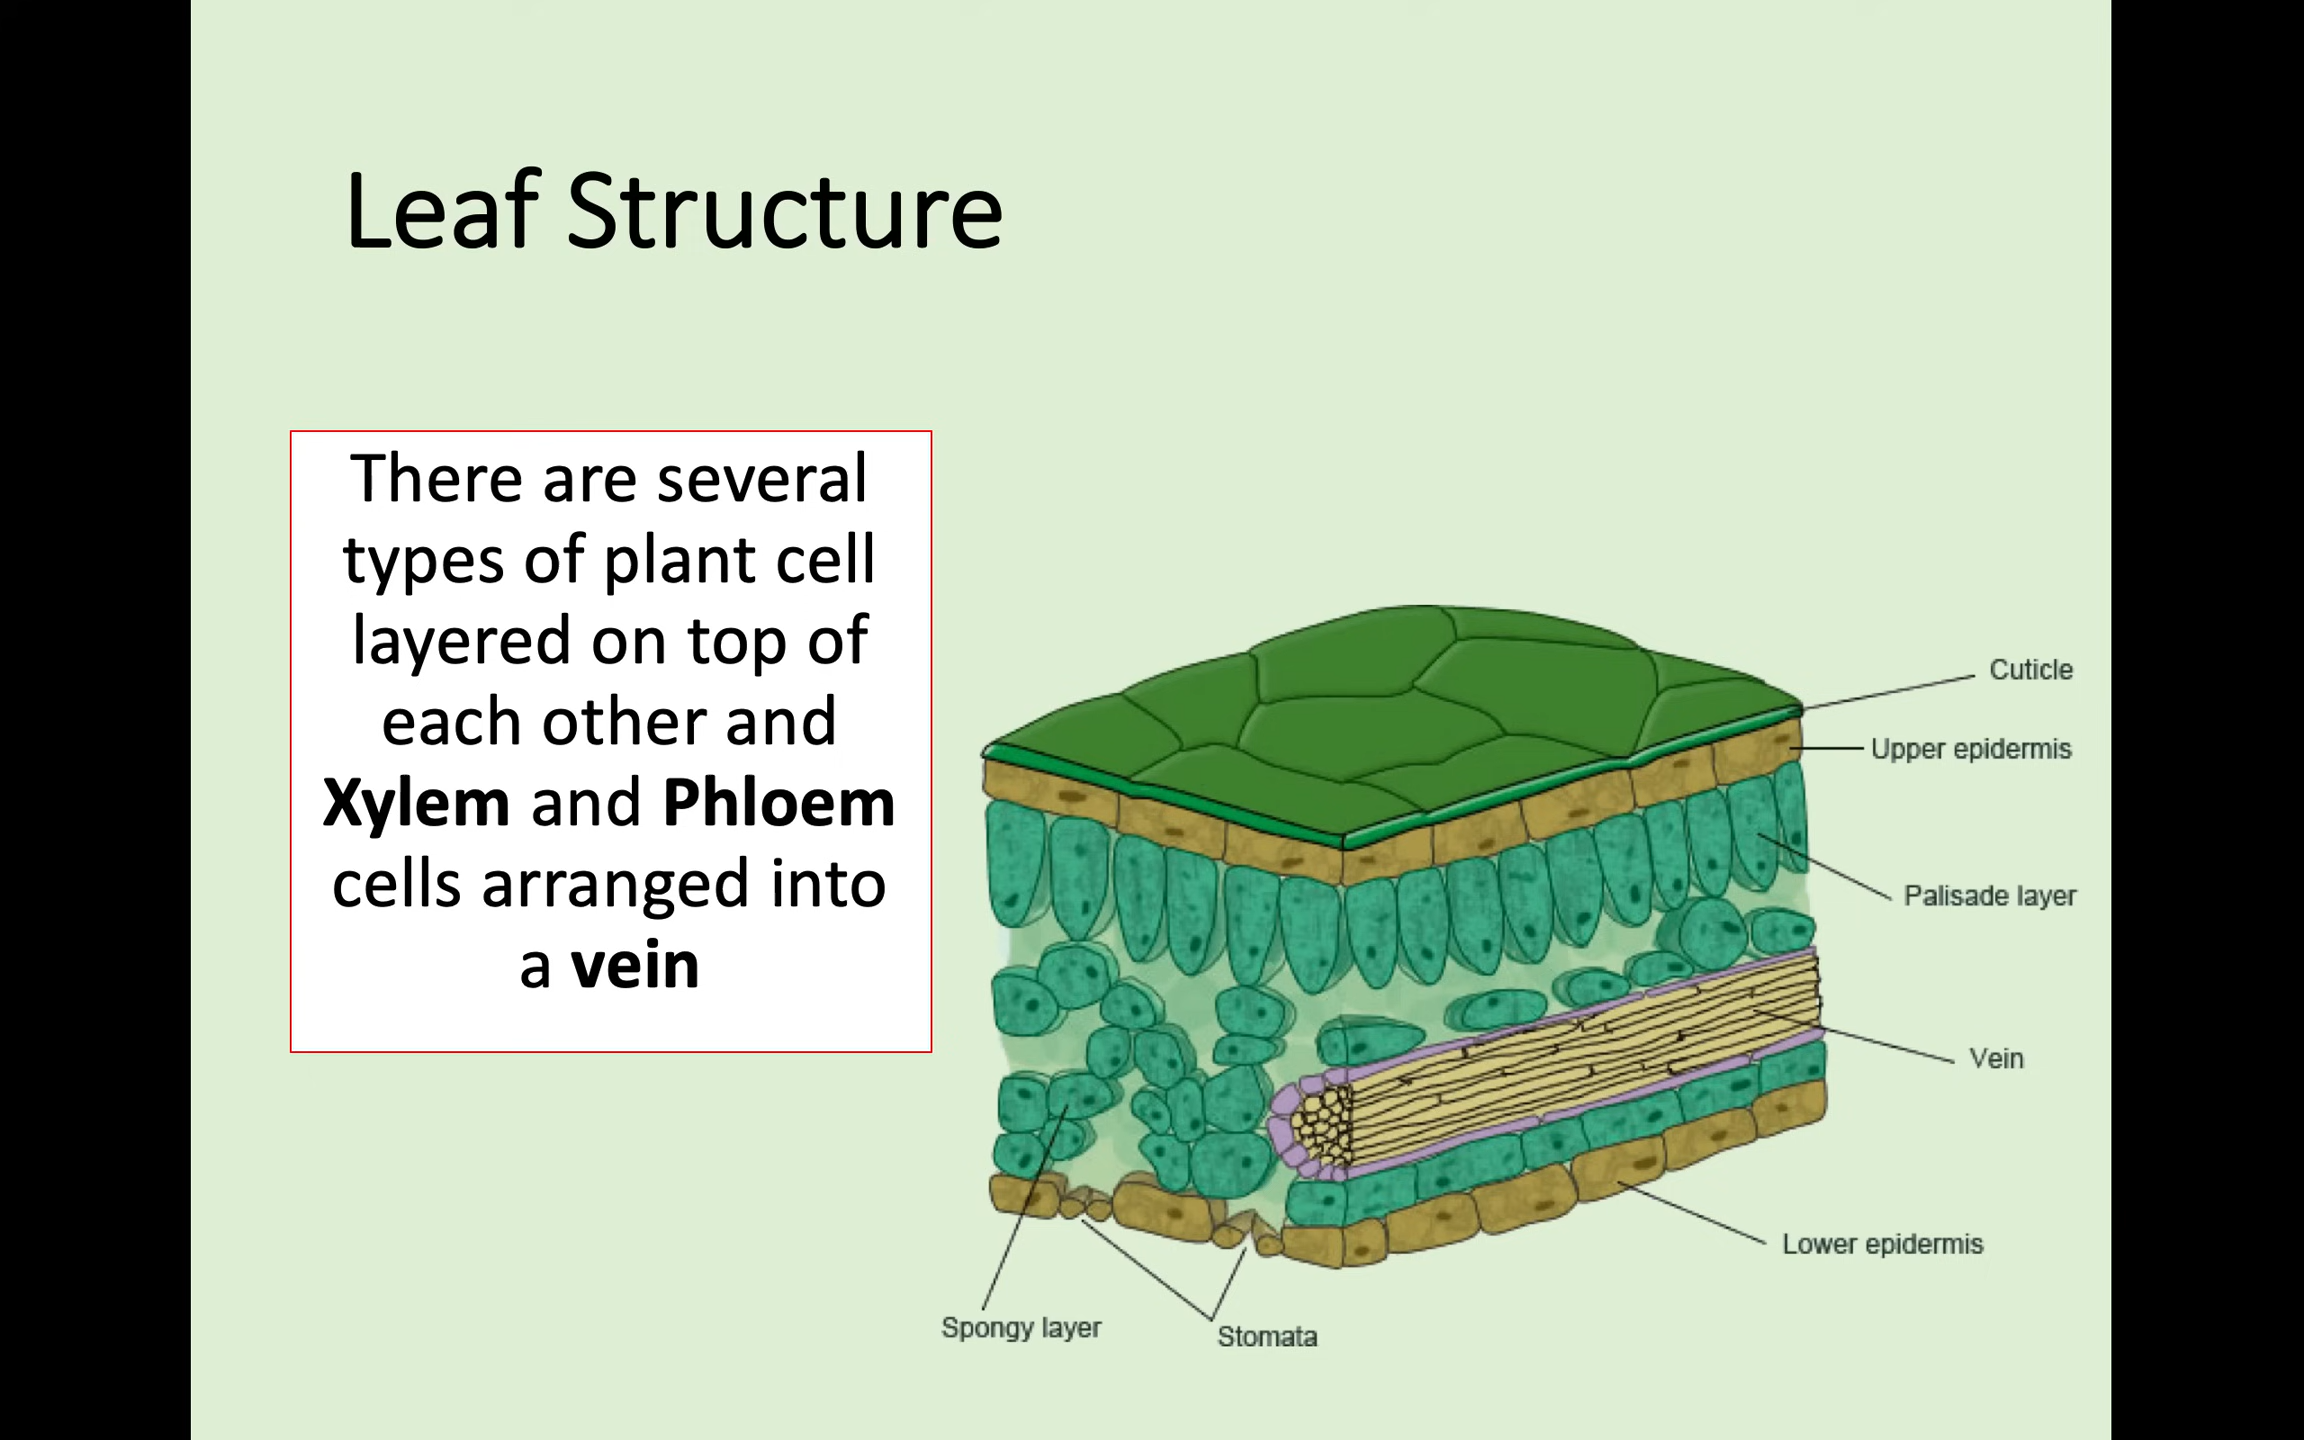 Leaf Structure
There are several
types of plant cell
layered on top of
each other and
Xylem and Phloem
cells arranged into
a vein
Cuticle
Upper epidermis
Palisade layer
Vein
Lower epidermis
Spongy layer
Stomata